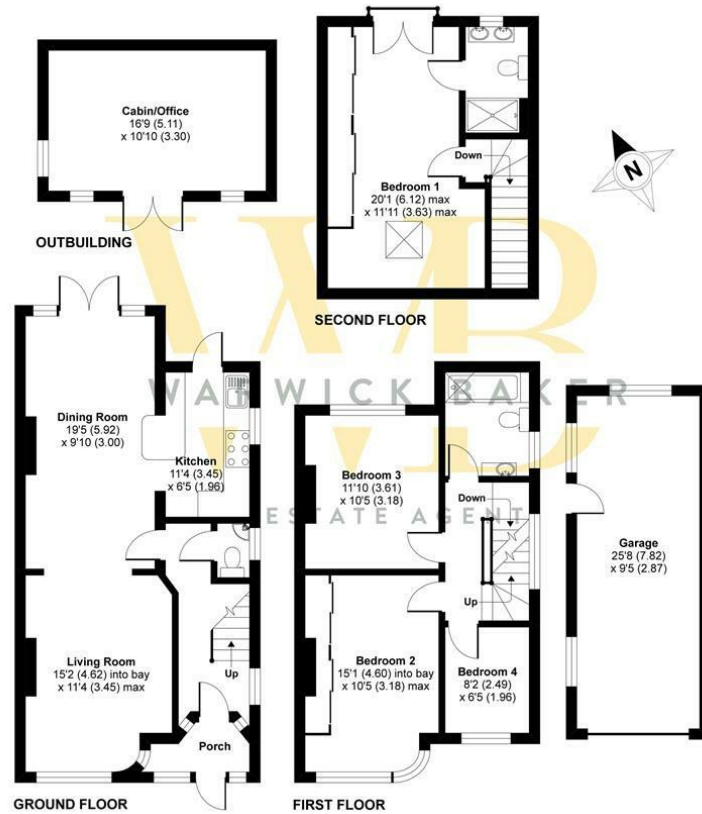 Cabin/Office
16'9 (5.11)
x 10'10 (3.30)
OUTBUILDING
Down
Bedroom 1
20'1 (6.12) max
x 11'11 (3.63) max
SECOND FLOOR
N
WB
WARWICK BAKER
ESTATE AGENT
Dining Room
19'5 (5.92)
x 9'10 (3.00)
Kitchen
11'4 (3.45)
x 6'5 (1.96)
Living Room
15'2 (4.62) into bay
x 11'4 (3.45) max
Up
Porch
GROUND FLOOR
Bedroom 3
11'10 (3.61)
x 10'5 (3.18)
Down
Up
Bedroom 2
15'1 (4.60) into bay
x 10'5 (3.18) max
Bedroom 4
8'2 (2.49)
x 6'5 (1.96)
FIRST FLOOR
Garage
25'8 (7.82)
x 9'5 (2.87)